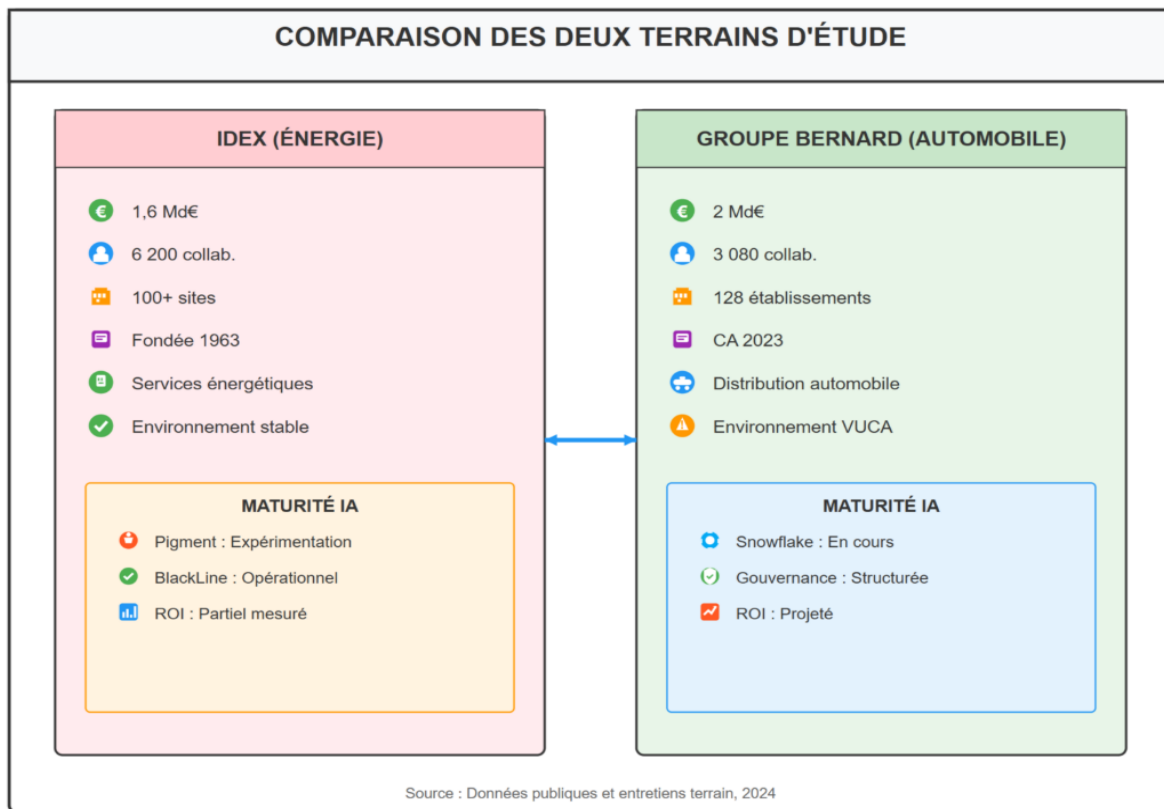 COMPARAISON DES DEUX TERRAINS D'ÉTUDE
IDEX (ÉNERGIE)
€ 1,6 Md€
6 200 collab.
100+ sites
Fondée 1963
Services énergétiques
Environnement stable
MATURITÉ IA
Pigment : Expérimentation
BlackLine : Opérationnel
ROI : Partiel mesuré
GROUPE BERNARD (AUTOMOBILE)
€ 2 Md€
3 080 collab.
128 établissements
CA 2023
Distribution automobile
Environnement VUCA
MATURITÉ IA
Snowflake : En cours
Gouvernance : Structurée
ROI : Projeté
Source : Données publiques et entretiens terrain, 2024